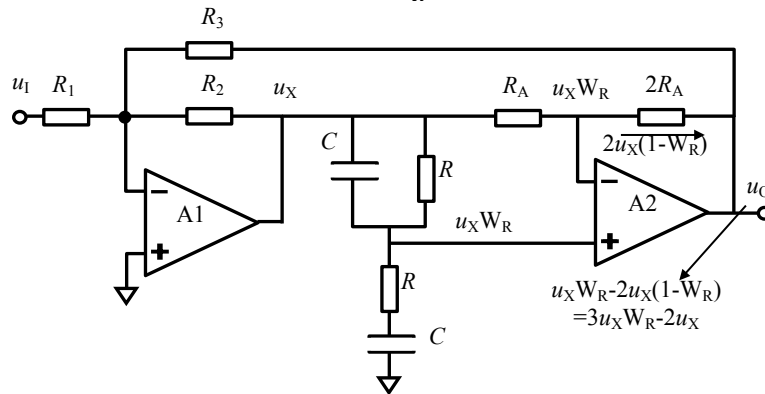 R3
uI
R1
R2
uX
RA
uXWR
2RA
2uX(1-WR)
C
R
A1
A2
uXWR
uO
R
C
uXWR-2uX(1-WR)
=3uXWR-2uX